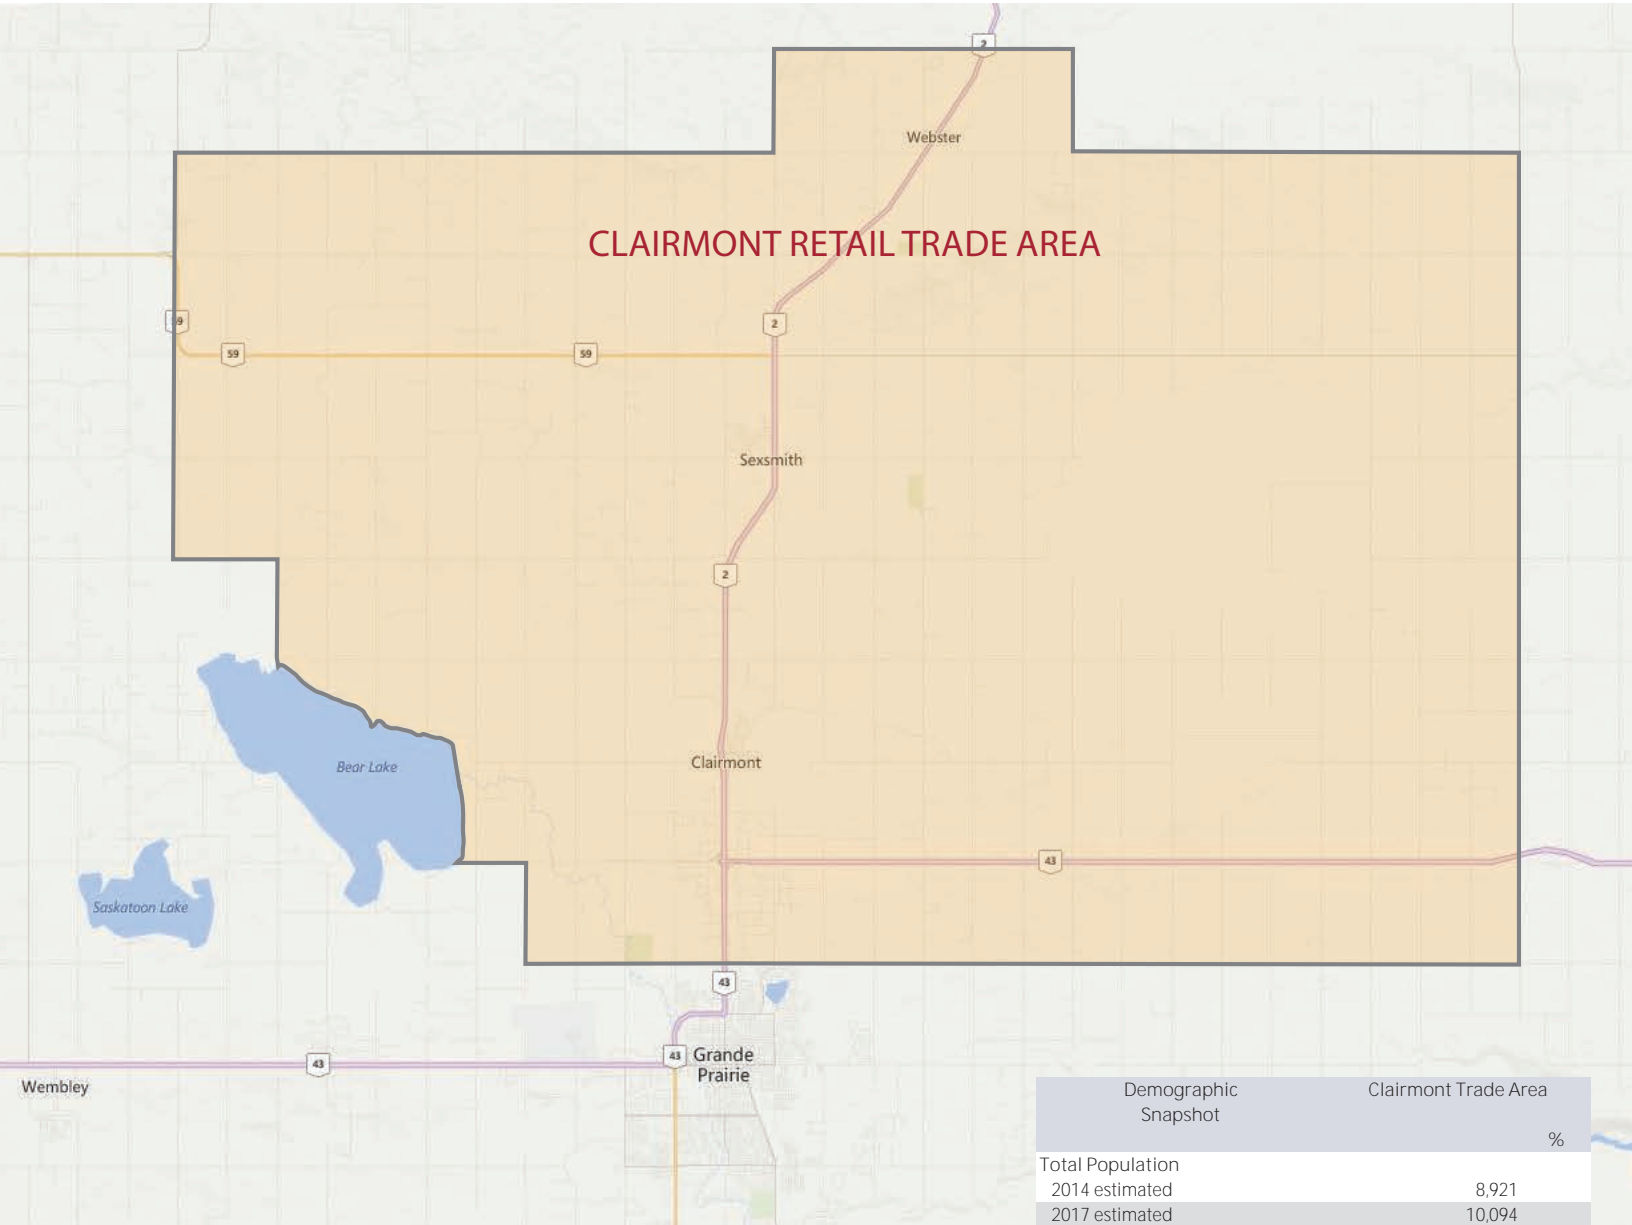 2
Webster
CLAIRMONT RETAIL TRADE AREA
59
2
59
59
Sexsmith
2
Clairmont
Bear Lake
43
Saskatoon Lake
43
43
43
Grande
Prairie
Wembley
Demographic Clairmont Trade Area
Snapshot
%
Total Population
2014 estimated 8,921
2017 estimated 10,094